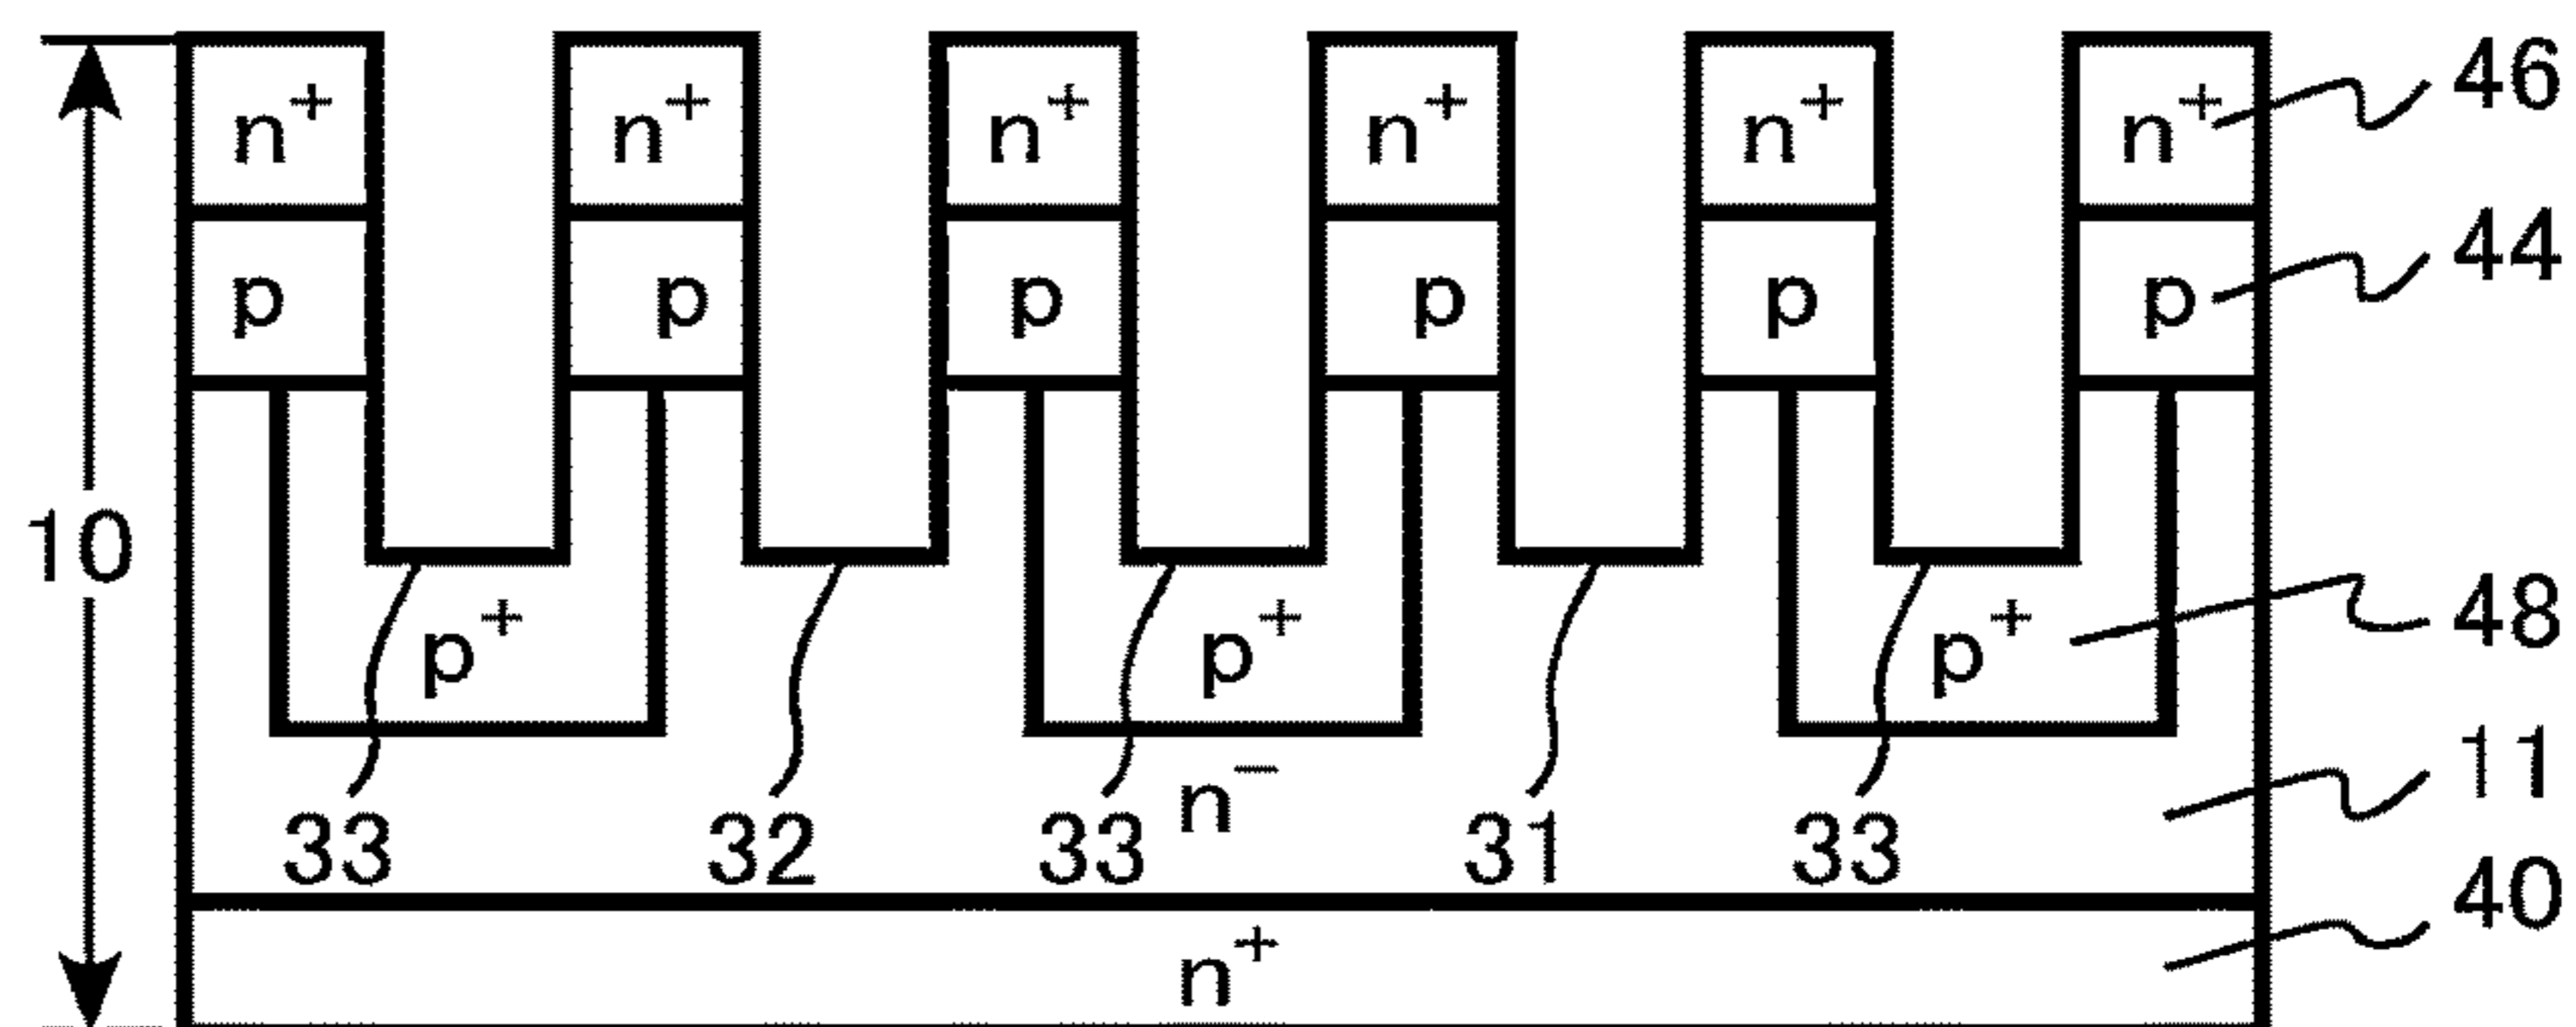 n⁺ n⁺ n⁺ n⁺ n⁺ n⁺ 46
p p p p p p 44
10
p⁺ p⁺ p⁺ 48
n⁻ 11
33 32 33 31 33
40
n⁺